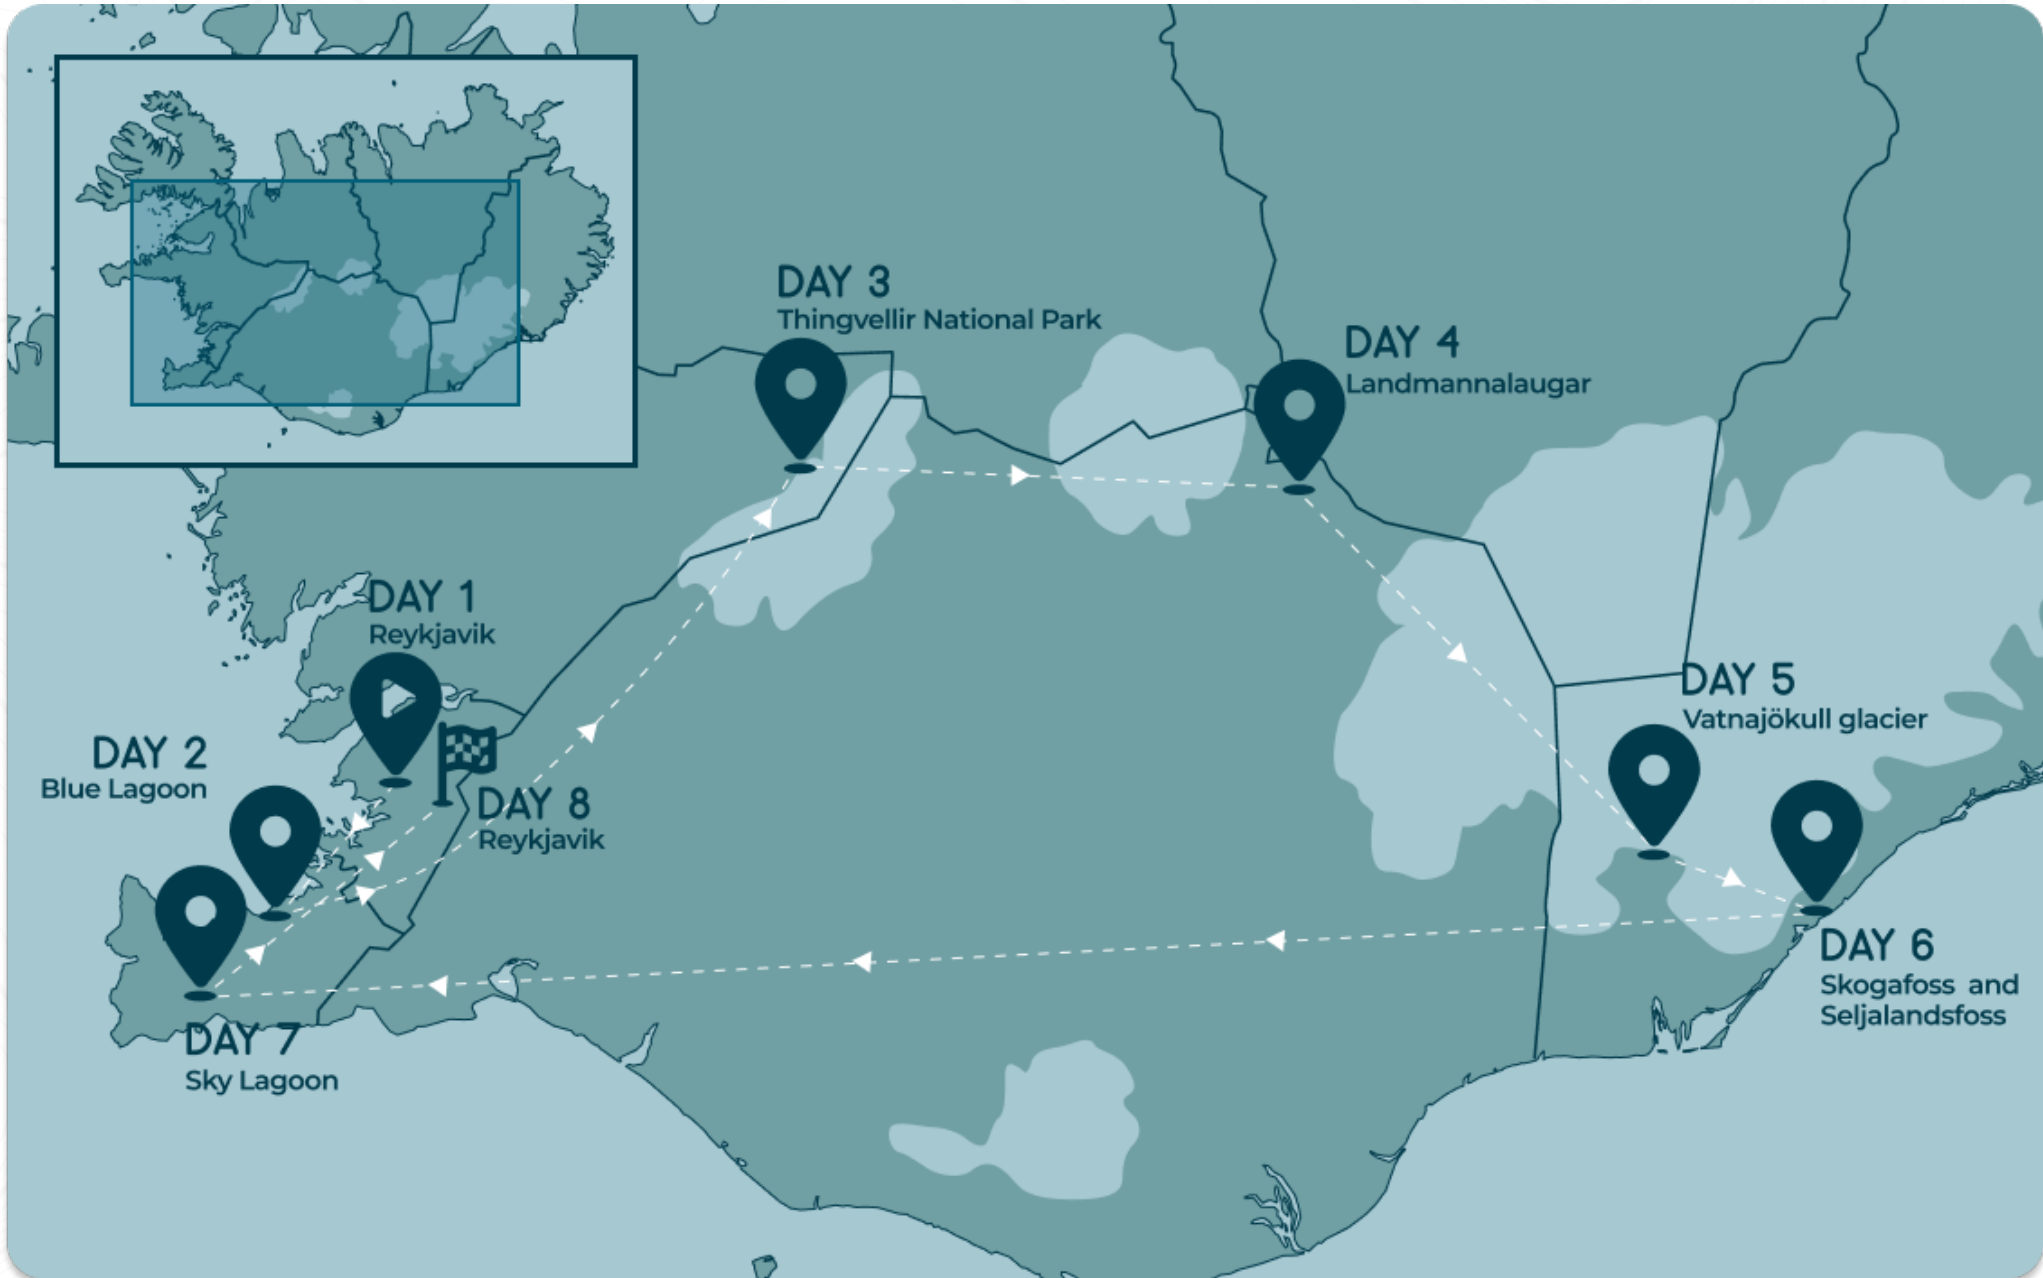 DAY 1
Reykjavik
DAY 2
Blue Lagoon
DAY 3
Thingvellir National Park
DAY 4
Landmannalaugar
DAY 5
Vatnajökull glacier
DAY 6
Skogafoss and
Seljalandsfoss
DAY 7
Sky Lagoon
DAY 8
Reykjavik